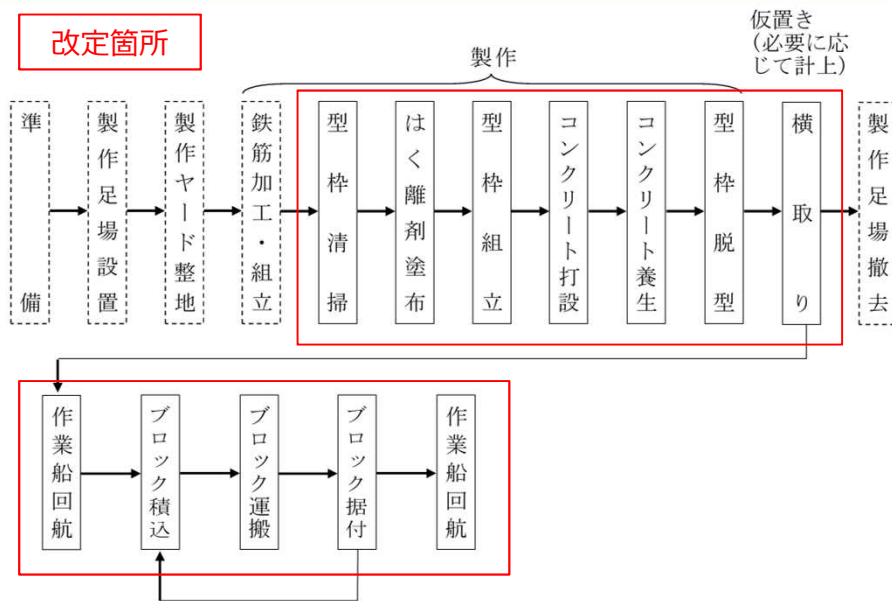 改定箇所
製作
仮置き
(必要に応
じて計上)
準備
製作足場設置
製作ヤード整地
鉄筋加工・組立
型枠清掃
はく離剤塗布
型枠組立
コンクリート打設
コンクリート養生
型枠脱型
横取り
製作足場撤去
作業船回航
ブロック積込
ブロック運搬
ブロック据付
作業船回航